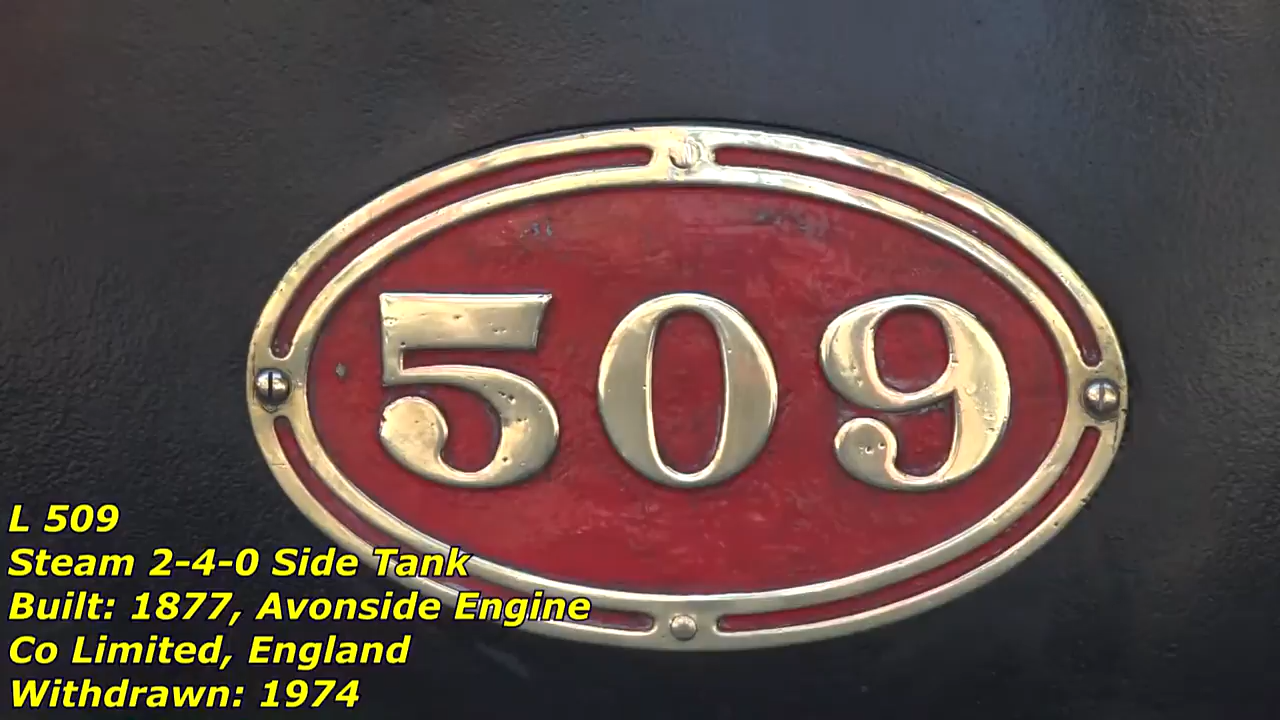 509
L 509
Steam 2-4-0 Side Tank
Built: 1877, Avonside Engine
Co Limited, England
Withdrawn: 1974